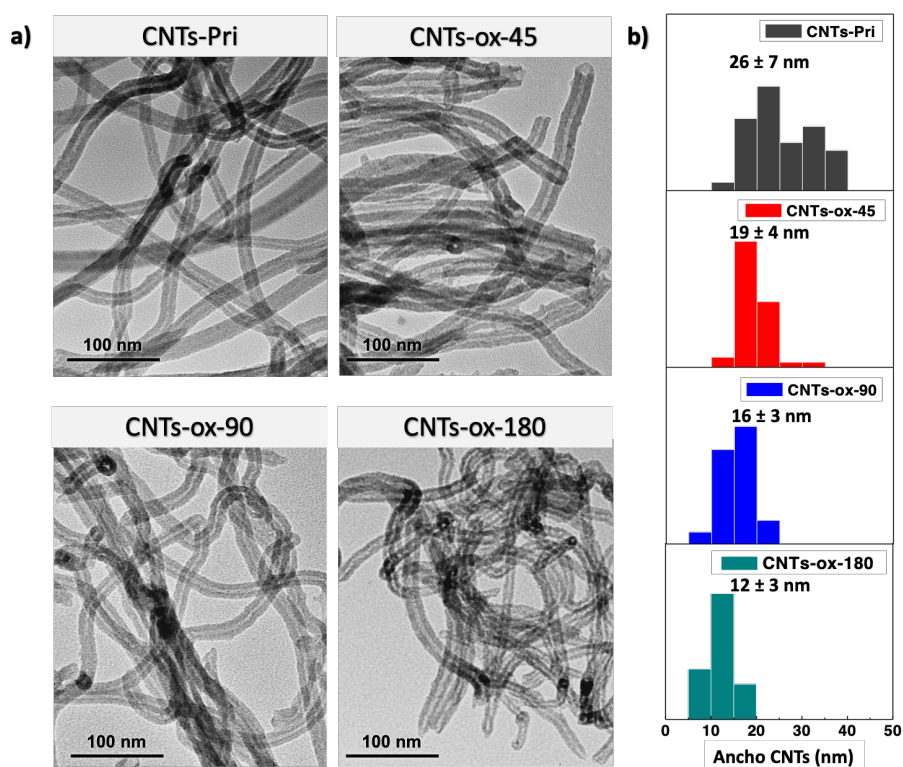 a)
CNTs-Pri
CNTs-ox-45
100 nm
100 nm
CNTs-ox-90
CNTs-ox-180
100 nm
100 nm
b)
CNTs-Pri
26 ± 7 nm
CNTs-ox-45
19 ± 4 nm
CNTs-ox-90
16 ± 3 nm
CNTs-ox-180
12 ± 3 nm
0 10 20 30 40 50
Ancho CNTs (nm)